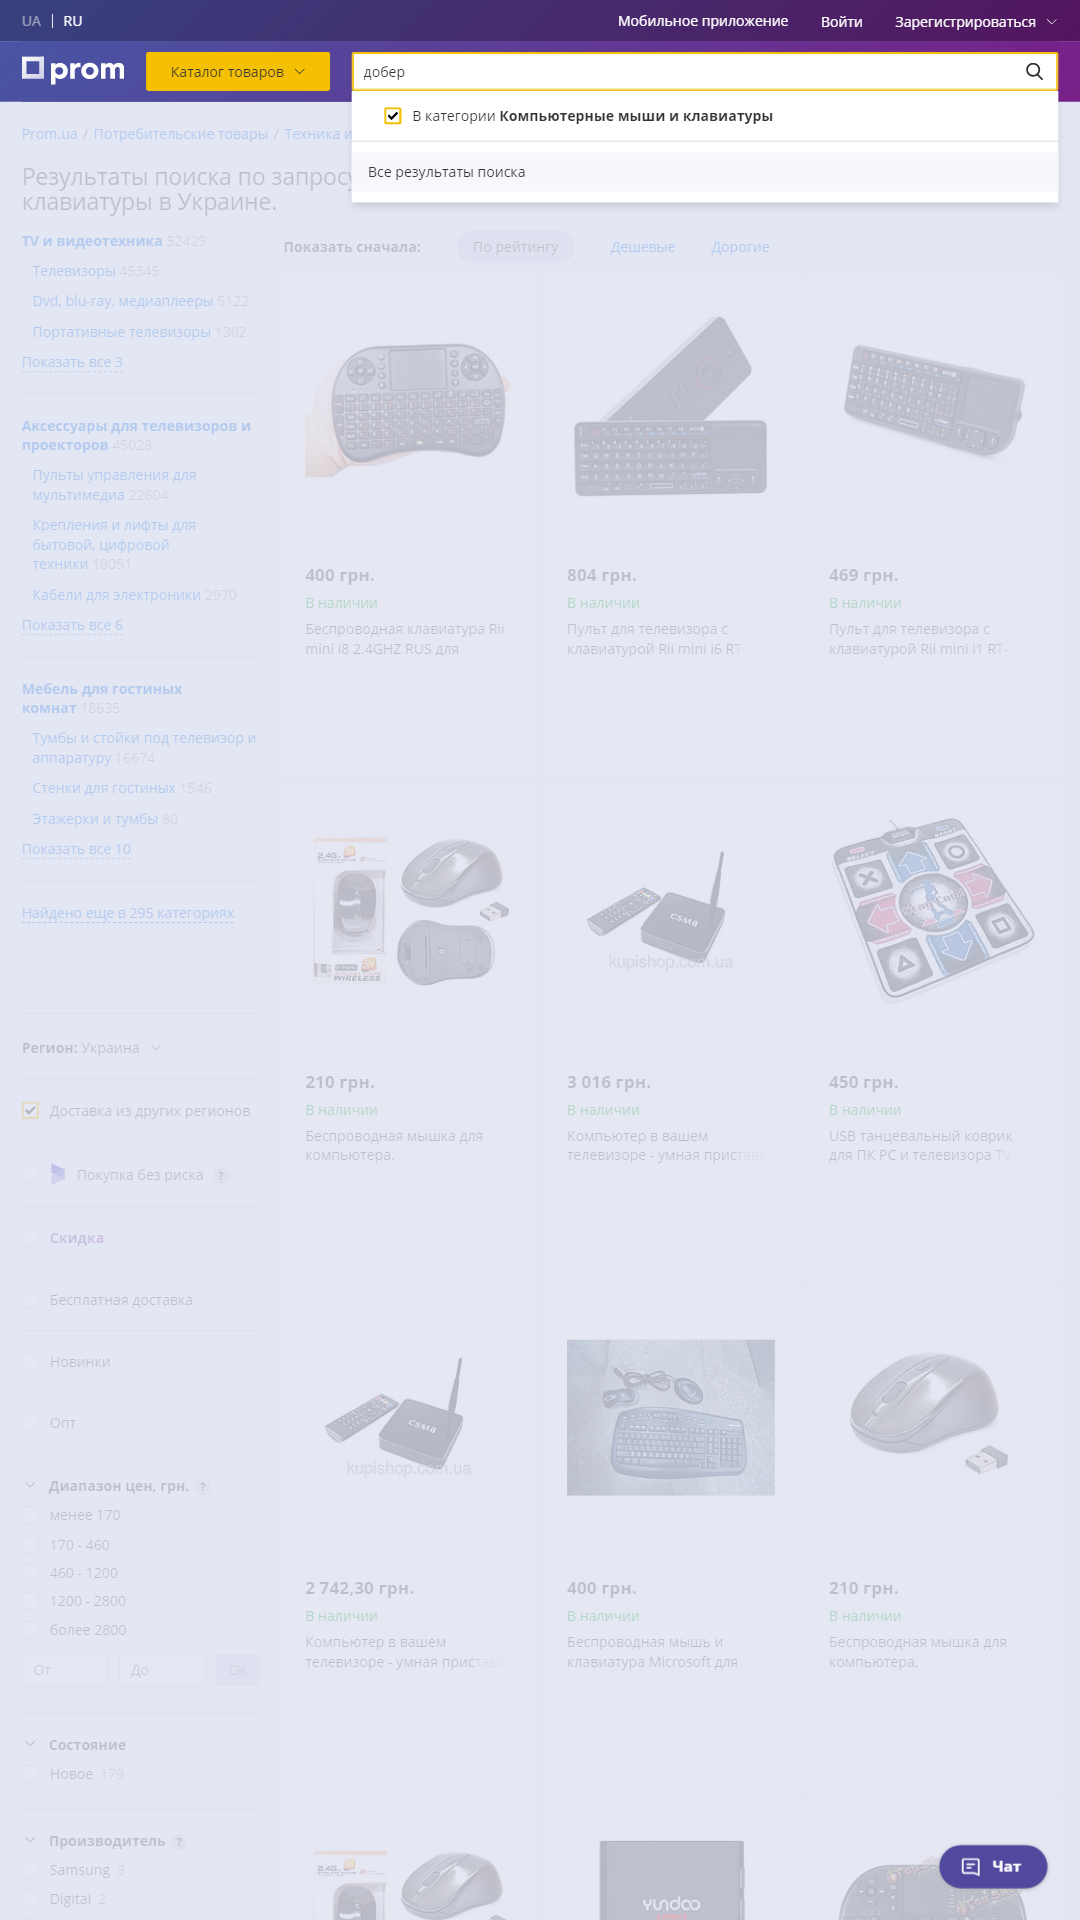 UA | RU
Мобильное приложение
Войти
Зарегистрироваться
prom
Каталог товаров
добер
В категории Компьютерные мыши и клавиатуры
Все результаты поиска
Prom.ua / Потребительские товары / Техника и
Результаты поиска по запросу
клавиатуры в Украине.
TV и видеотехника 52429
Телевизоры 45345
Dvd, blu-ray, медиаплееры 5122
Портативные телевизоры 1302
Показать все 3
Аксессуары для телевизоров и
проекторов 45028
Пульты управления для
мультимедиа 22604
Крепления и лифты для
бытовой, цифровой
техники 18051
Кабели для электроники 2970
Показать все 6
Мебель для гостиных
комнат 18635
Тумбы и стойки под телевизор и
аппаратуру 16674
Стенки для гостиных 1546
Этажерки и тумбы 80
Показать все 10
Найдено еще в 295 категориях
Регион: Украина
Доставка из других регионов
Покупка без риска ?
Скидка
Бесплатная доставка
Новинки
Опт
Диапазон цен, грн. ?
менее 170
170 - 460
460 - 1200
1200 - 2800
более 2800
От
До
Ок
Состояние
Новое 179
Производитель ?
Samsung 3
Digital 2
Показать сначала:
По рейтингу
Дешевые
Дорогие
400 грн.
В наличии
Беспроводная клавиатура Rii
mini i8 2.4GHZ RUS для
804 грн.
В наличии
Пульт для телевизора с
клавиатурой Rii mini i6 RT-
469 грн.
В наличии
Пульт для телевизора с
клавиатурой Rii mini i1 RT-
2.4G
WIRELESS
210 грн.
В наличии
Беспроводная мышка для
компьютера,
CSM8
kupishop.com.ua
3 016 грн.
В наличии
Компьютер в вашем
телевизоре - умная приставка
SELECT
START
450 грн.
В наличии
USB танцевальный коврик
для ПК PC и телевизора TV
CSM8
kupishop.com.ua
2 742,30 грн.
В наличии
Компьютер в вашем
телевизоре - умная приставка
400 грн.
В наличии
Беспроводная мышь и
клавиатура Microsoft для
210 грн.
В наличии
Беспроводная мышка для
компьютера,
2.4G
YUNDOO
Чат